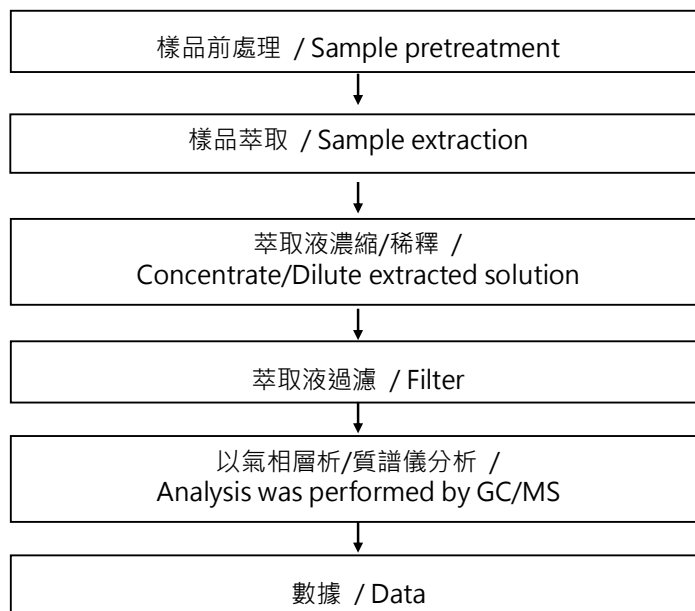 樣品前處理 / Sample pretreatment
樣品萃取 / Sample extraction
萃取液濃縮/稀釋 /
Concentrate/Dilute extracted solution
萃取液過濾 / Filter
以氣相層析/質譜儀分析 /
Analysis was performed by GC/MS
數據 / Data